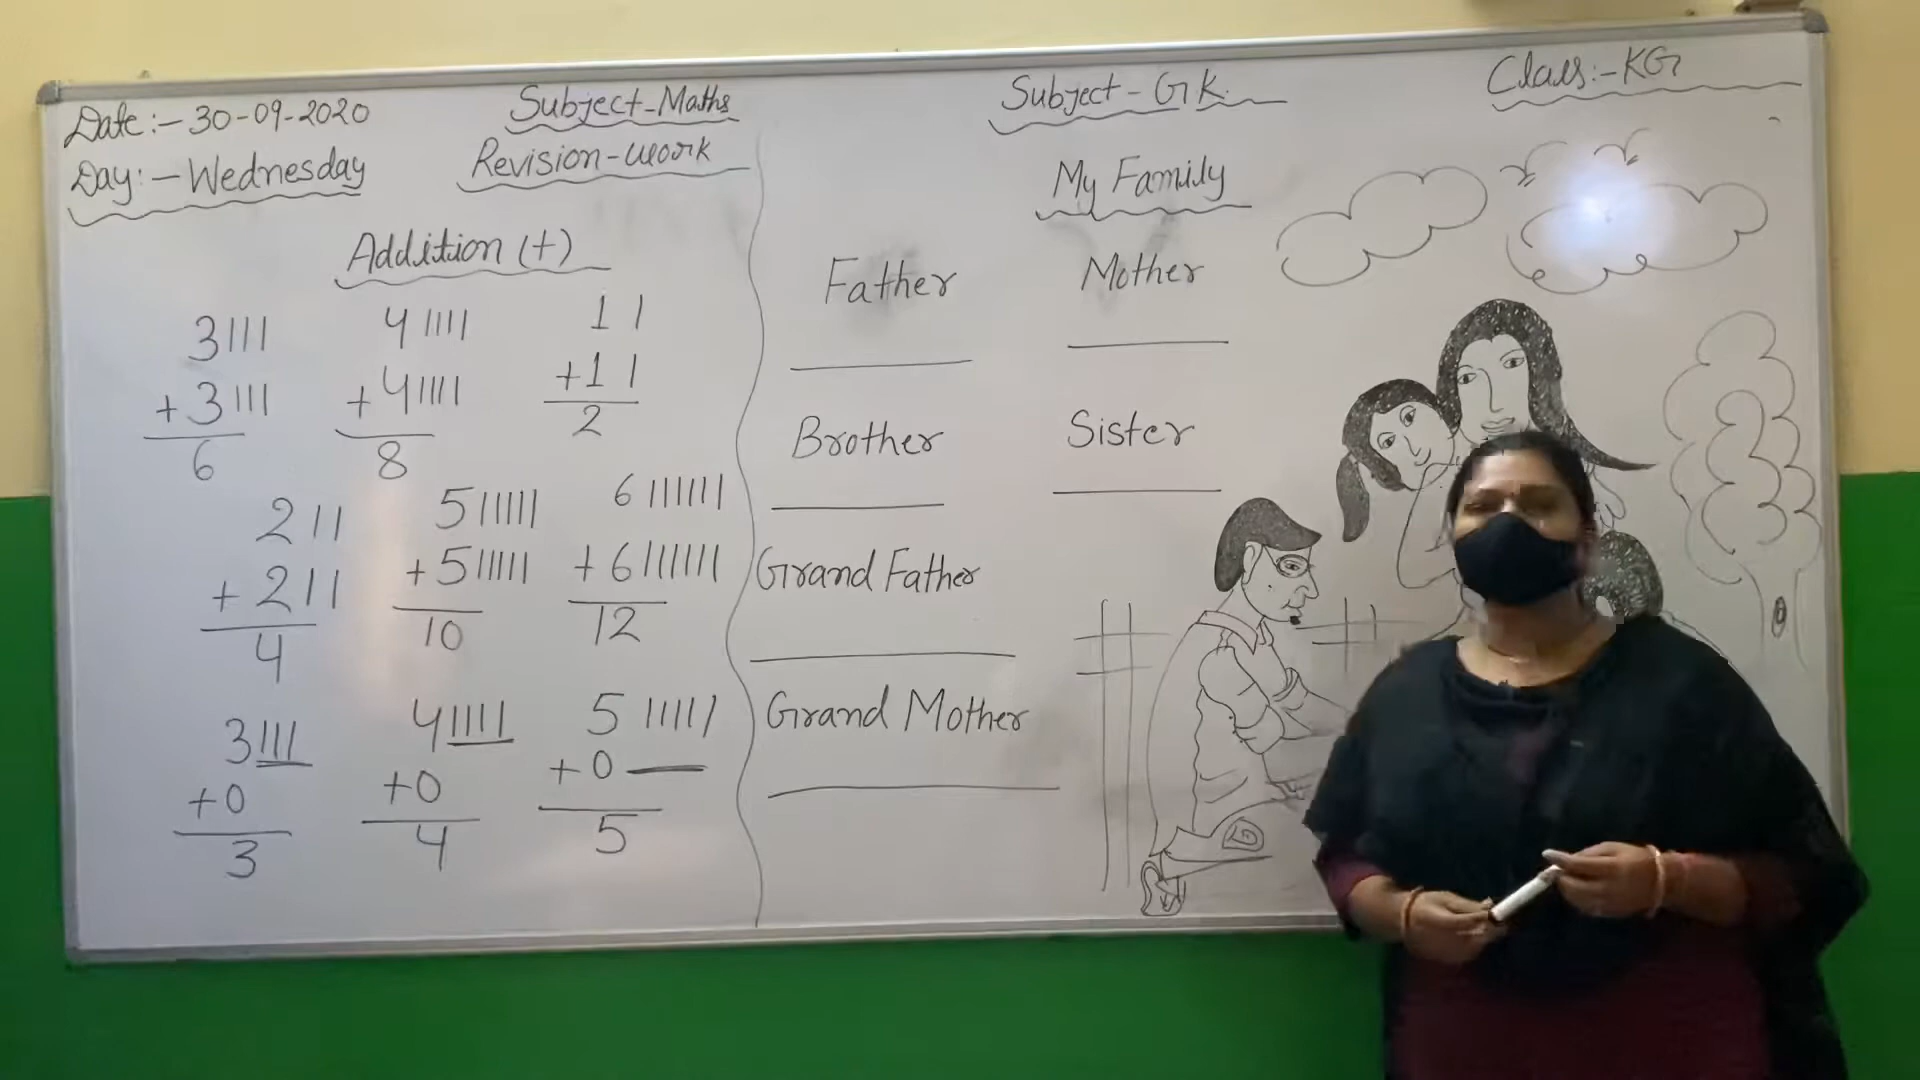 Date:-30-09-2020
Day:-Wednesday
Subject-Maths
Revision-work
Addition (+)
3 | | | 4 | | | | 1 |
+3 | | | +4 | | | | +1 |
6 8 2
2 | | 5 | | | | | 6 | | | | | |
+2 | | +5 | | | | | +6 | | | | | |
4 10 12
3 | | | 4 | | | | | 5 | | | | |
+0 +0 +0
3 4 5
Subject-GK.
Class:-KG
My Family
Father Mother
Brother Sister
Grand Father
Grand Mother